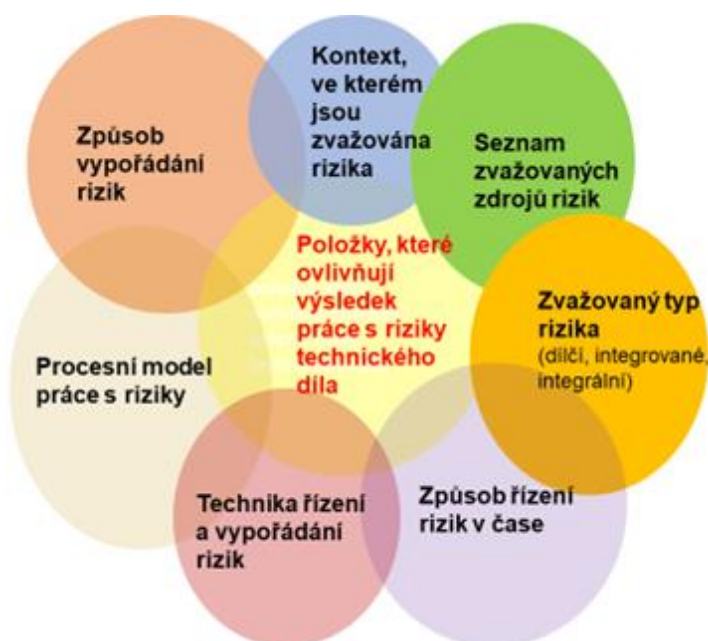 Způsob
vypořádání
rizik
Kontext,
ve kterém
jsou
zvažována
rizika
Seznam
zvažovaných
zdrojů rizik
Položky, které
ovlivňují
výsledek
práce s riziky
technického
díla
Zvažovaný typ
rizika
(dílčí, integrované,
integrální)
Procesní model
práce s riziky
Technika řízení
a vypořádání
rizik
Způsob řízení
rizik v čase